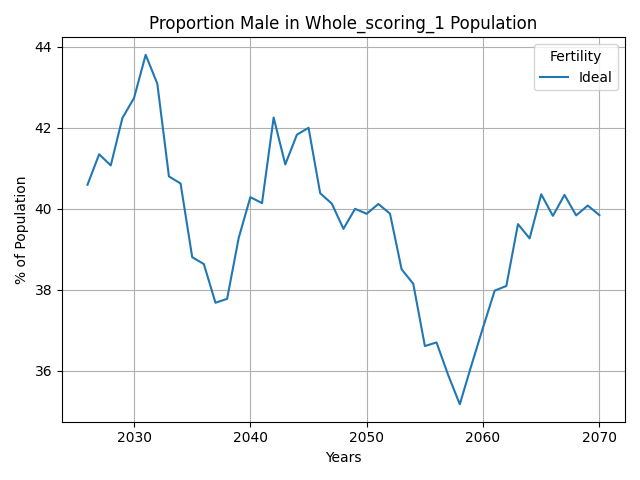 Proportion Male in Whole_scoring_1 Population
Fertility
Ideal
% of Population
44
42
40
38
36
2030 2040 2050 2060 2070
Years